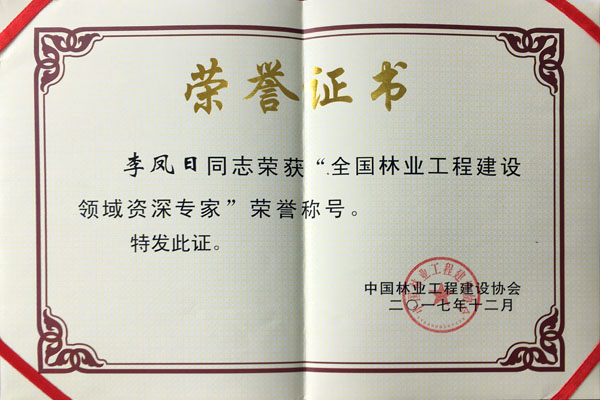 荣誉证书
李凤日同志荣获“全国林业工程建设
领域资深专家”荣誉称号。
特发此证。
中国林业工程建设协会
二〇一七年十二月